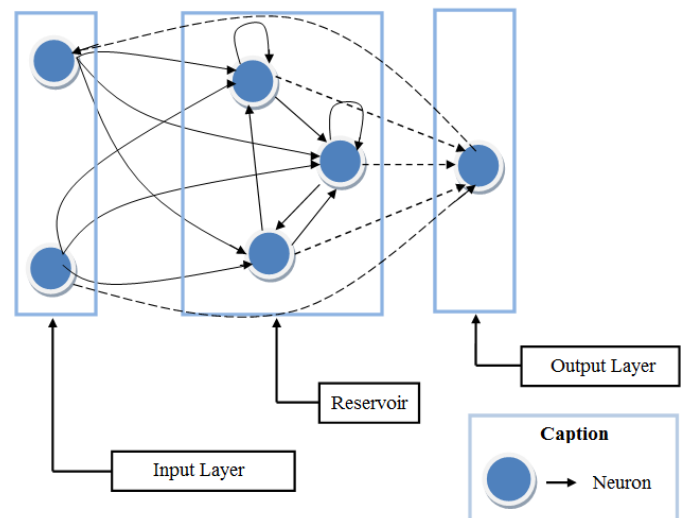 Output Layer
Reservoir
Caption
Input Layer
Neuron